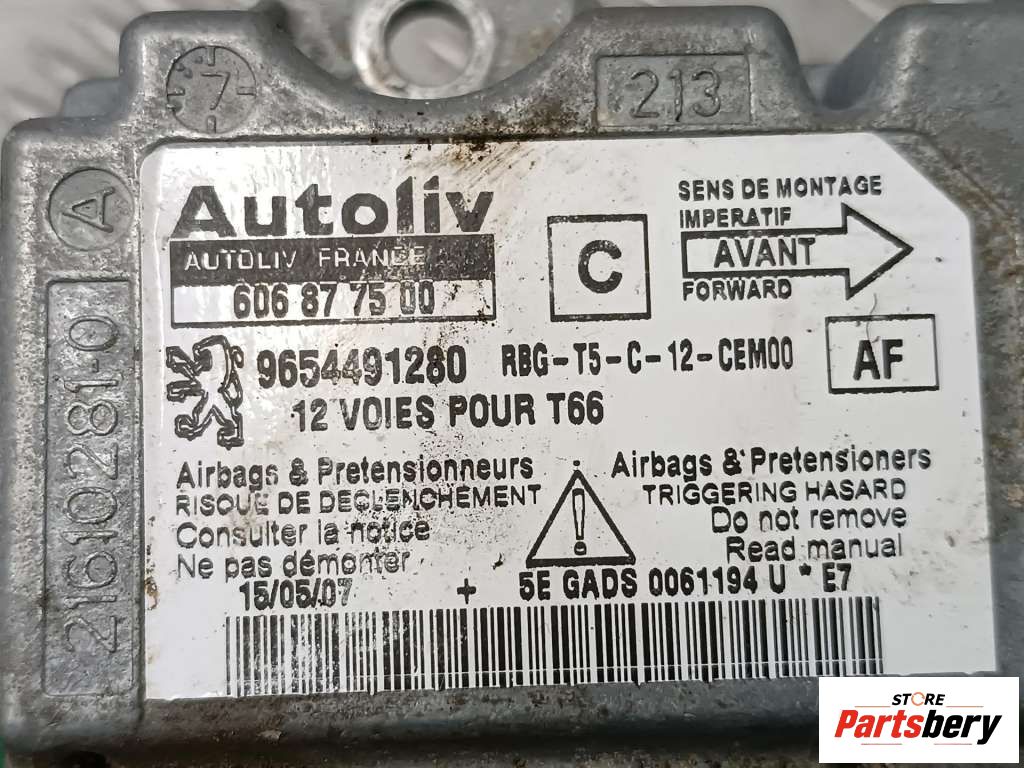 7
213
A
21610281-0
Autoliv
AUTOLIV FRANCE
606 87 75 00
C
SENS DE MONTAGE
IMPERATIF
AVANT
FORWARD
9654491280 RBG-T5-C-12-CEM00
AF
12 VOIES POUR T66
Airbags & Pretensionneurs
RISQUE DE DECLENCHEMENT
Consulter la notice
Ne pas démonter
Airbags & Pretensioners
TRIGGERING HASARD
Do not remove
Read manual
15/05/07 + 5E GADS 0061194 U * E7
STORE
Partsbery